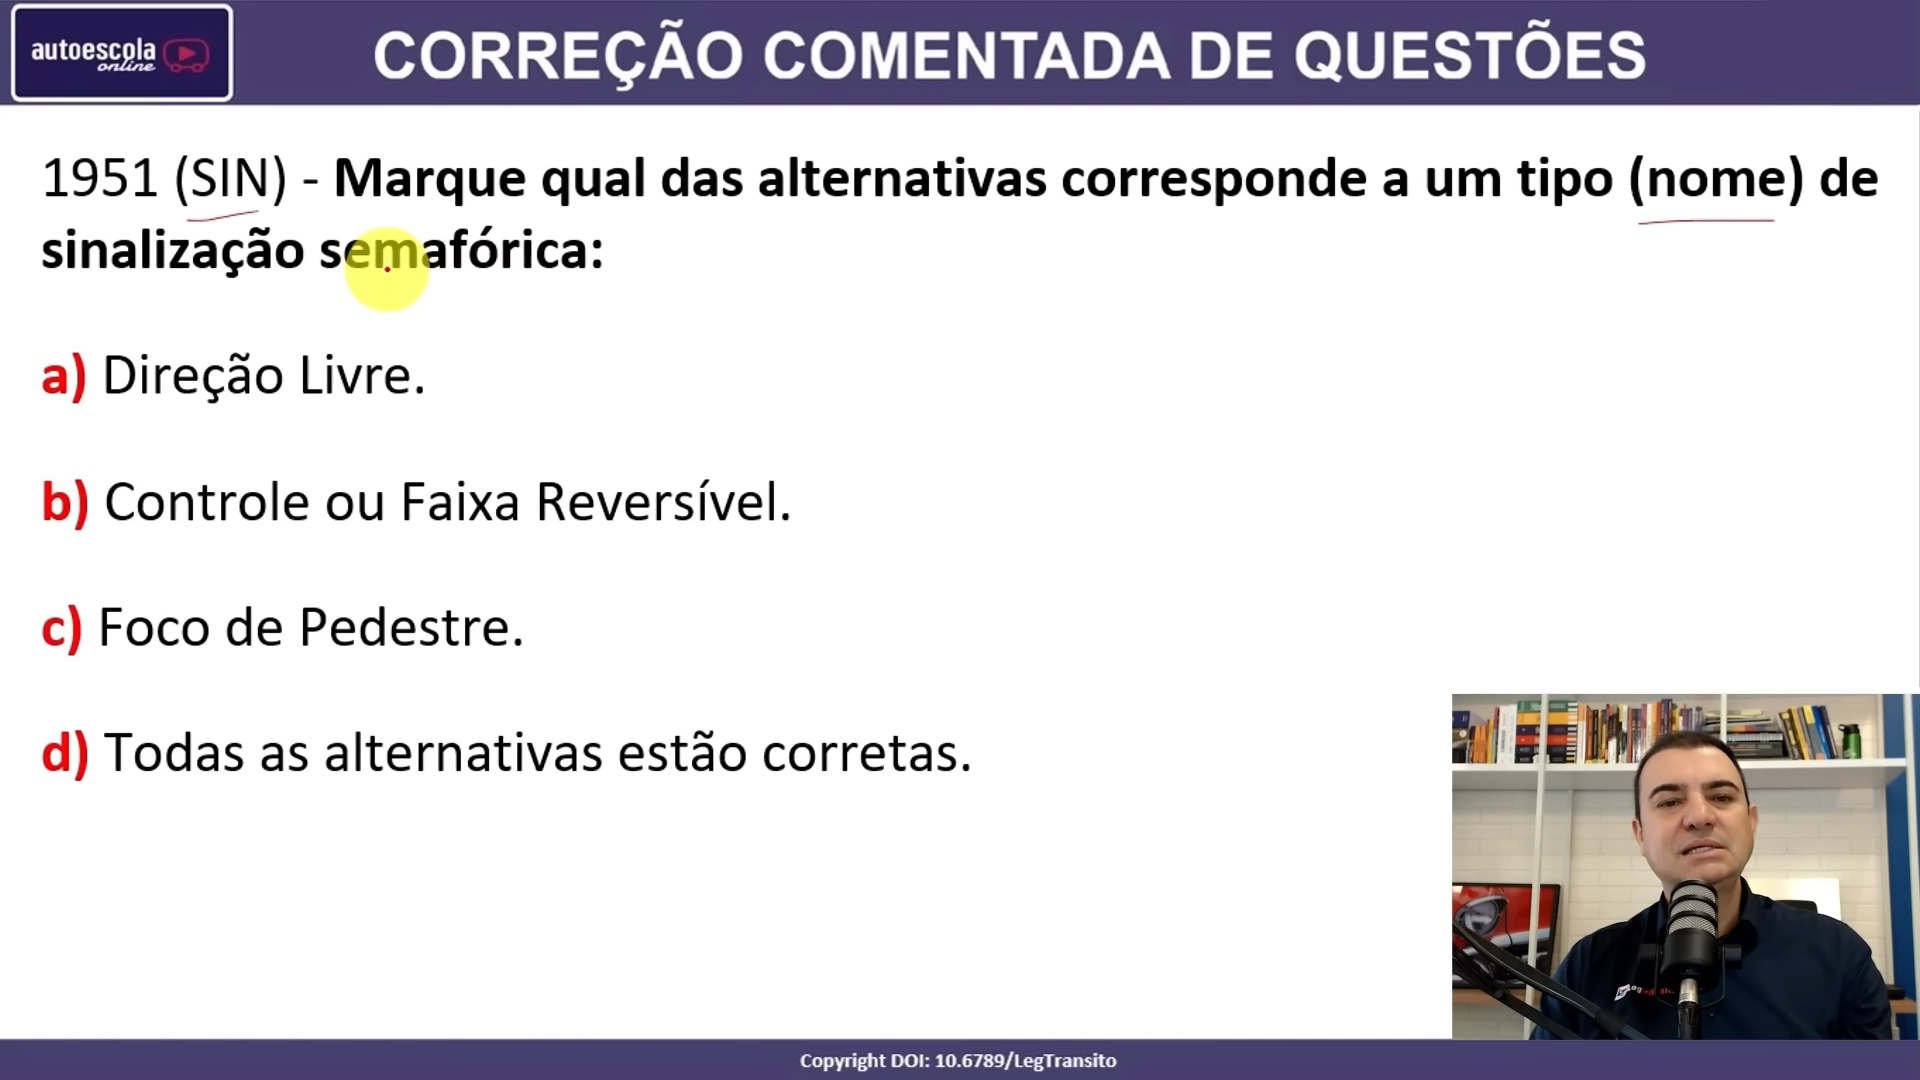 autoescola
online
CORREÇÃO COMENTADA DE QUESTÕES
1951 (SIN) - Marque qual das alternativas corresponde a um tipo (nome) de
sinalização semafórica:
a) Direção Livre.
b) Controle ou Faixa Reversível.
c) Foco de Pedestre.
d) Todas as alternativas estão corretas.
Copyright DOI: 10.6789/LegTransito